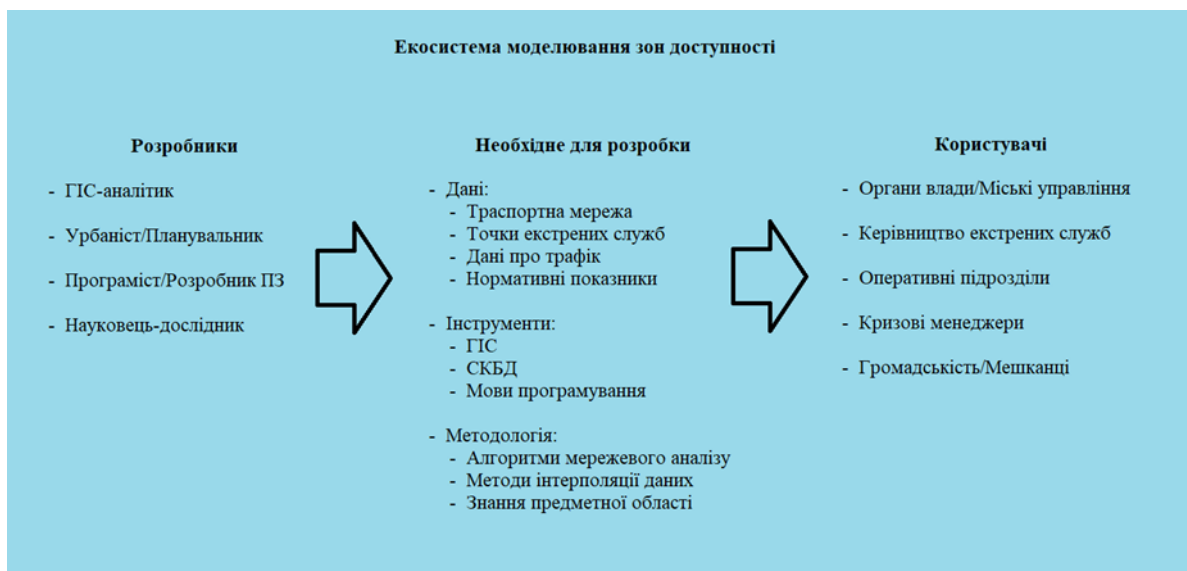 Екосистема моделювання зон доступності
Розробники
- ГІС-аналітик
- Урбаніст/Планувальник
- Програміст/Розробник ПЗ
- Науковець-дослідник
Необхідне для розробки
- Дані:
- Траспортна мережа
- Точки екстрених служб
- Дані про трафік
- Нормативні показники
- Інструменти:
- ГІС
- СКБД
- Мови програмування
- Методологія:
- Алгоритми мережевого аналізу
- Методи інтерполяції даних
- Знання предметної області
Користувачі
- Органи влади/Міські управління
- Керівництво екстрених служб
- Оперативні підрозділи
- Кризові менеджери
- Громадськість/Мешканці